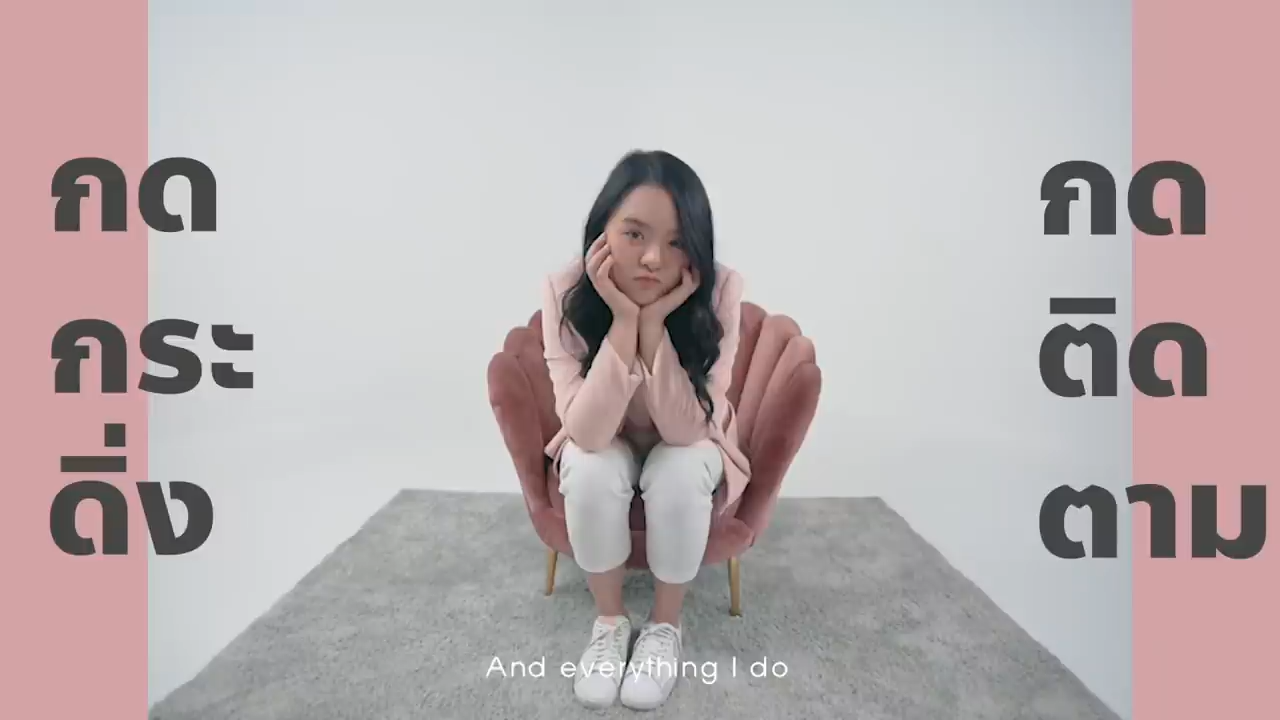 กด
กระ
ดิ่ง
กด
ติด
ตาม
And everything I do